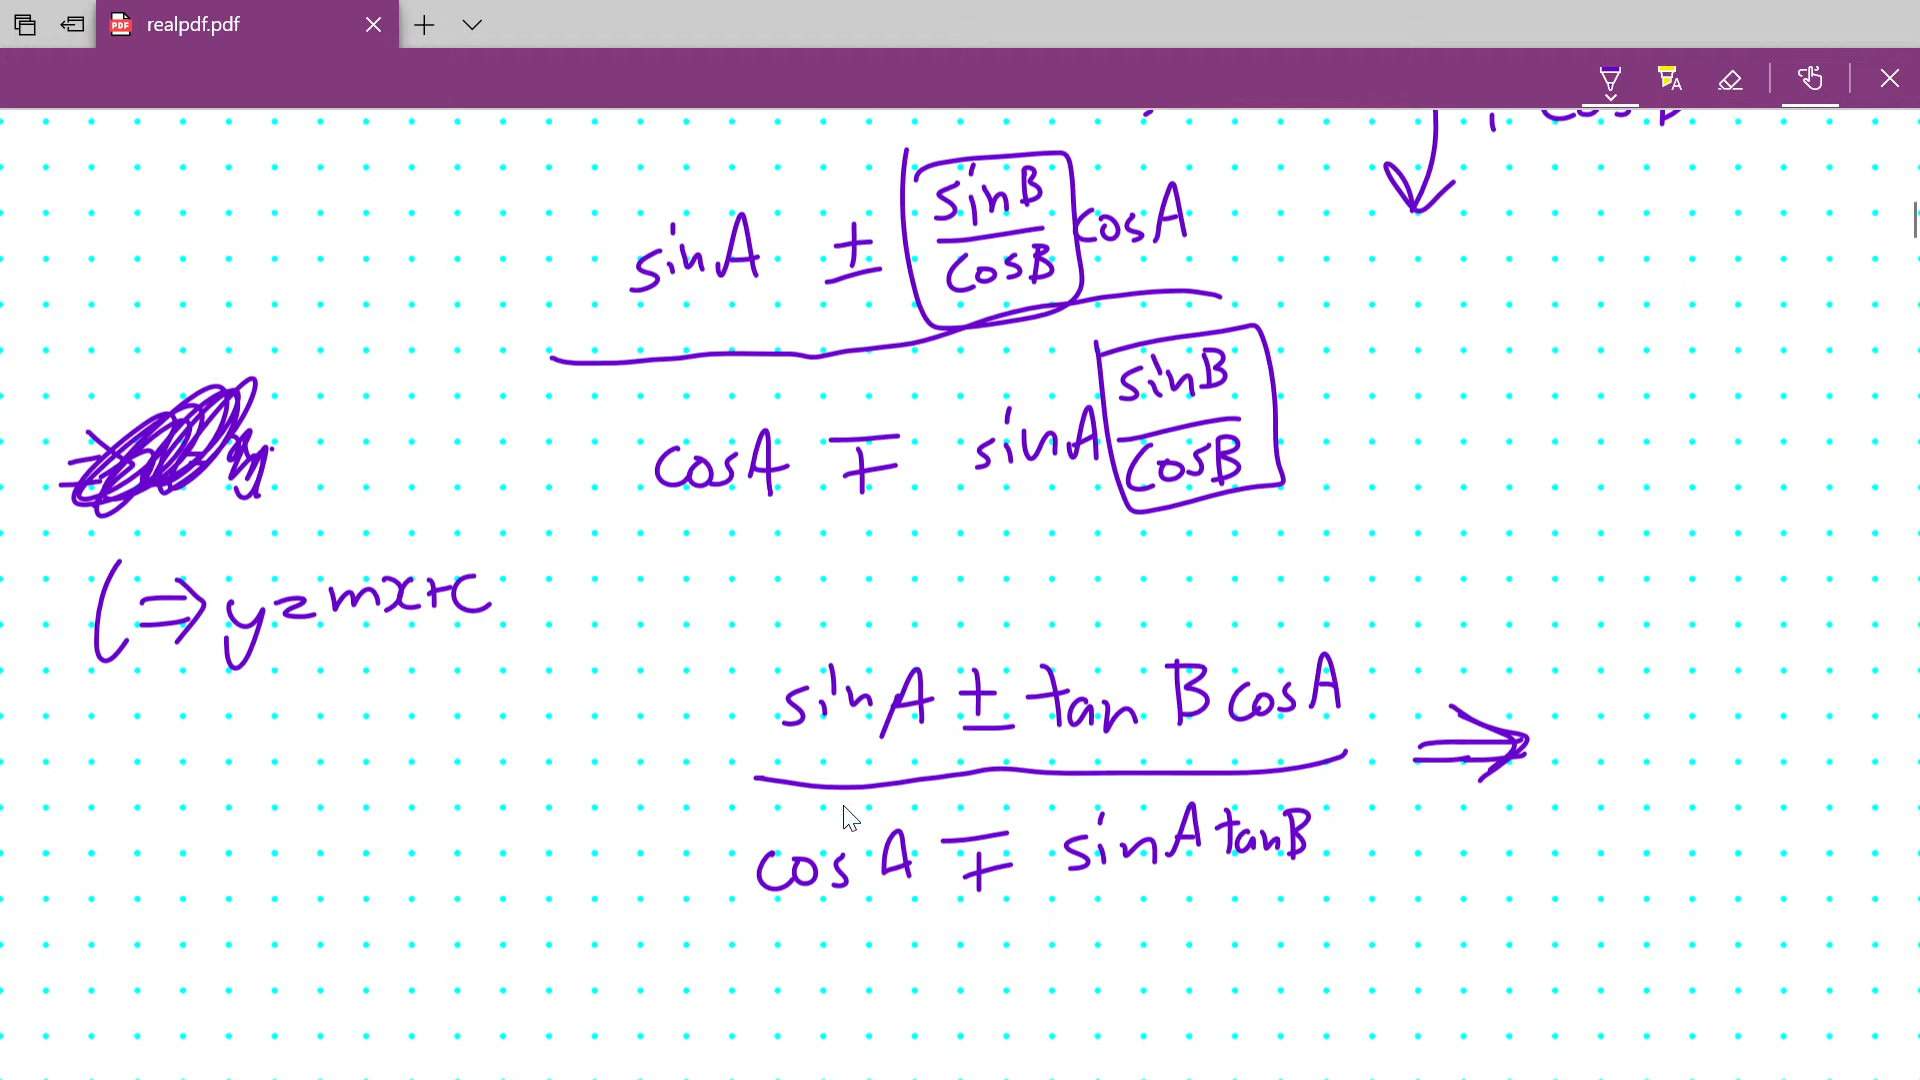 realpdf.pdf
sinA ± sinB/cosB cosA
cosA ∓ sinA sinB/cosB
(⇒ y=mx+c
sinA ± tan B cosA ⇒
cosA ∓ sinA tanB